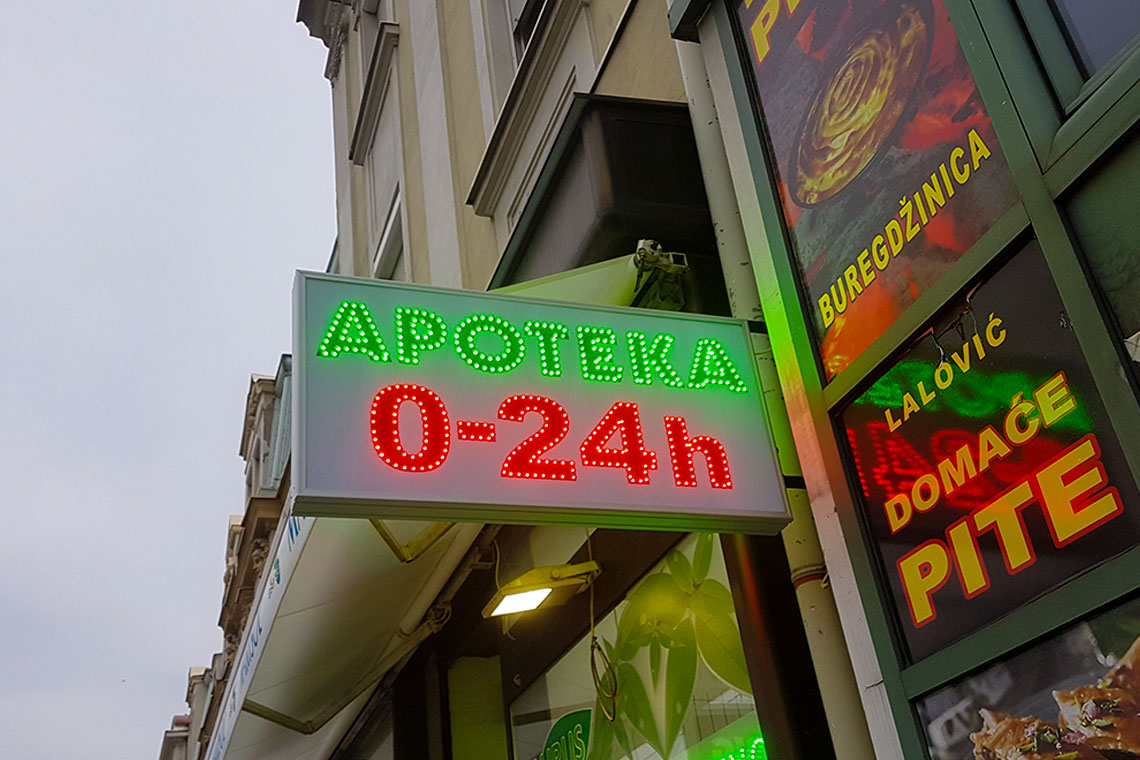 APOTEKA
0-24h
BUREGDŽINICA
LALOVIĆ
DOMAĆE
PITE